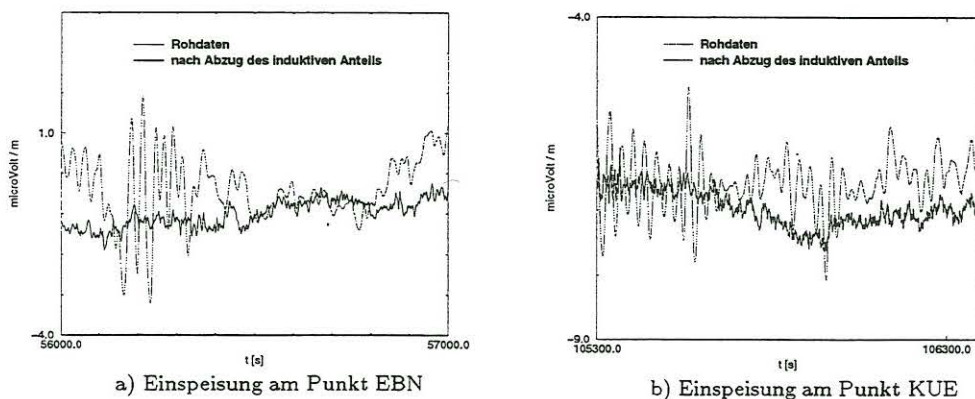 Rohdaten
nach Abzug des induktiven Anteils
1.0
microVolt / m
-4.0
56000.0
57000.0
t [s]
a) Einspeisung am Punkt EBN
-4.0
Rohdaten
nach Abzug des induktiven Anteils
microVolt / m
-9.0
105300.0
106300.0
t [s]
b) Einspeisung am Punkt KUE